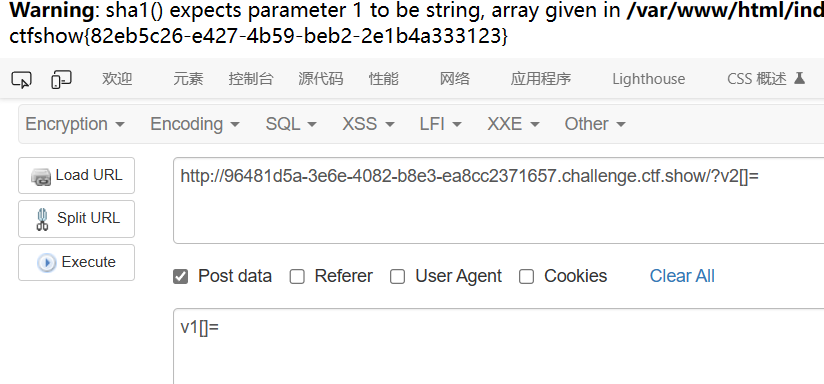 Warning: sha1() expects parameter 1 to be string, array given in /var/www/html/ind
ctfshow{82eb5c26-e427-4b59-beb2-2e1b4a333123}
欢迎 元素 控制台 源代码 性能 网络 应用程序 Lighthouse CSS 概述
Encryption Encoding SQL XSS LFI XXE Other
Load URL
http://96481d5a-3e6e-4082-b8e3-ea8cc2371657.challenge.ctf.show/?v2[]=
Split URL
Execute
Post data Referer User Agent Cookies Clear All
v1[]=